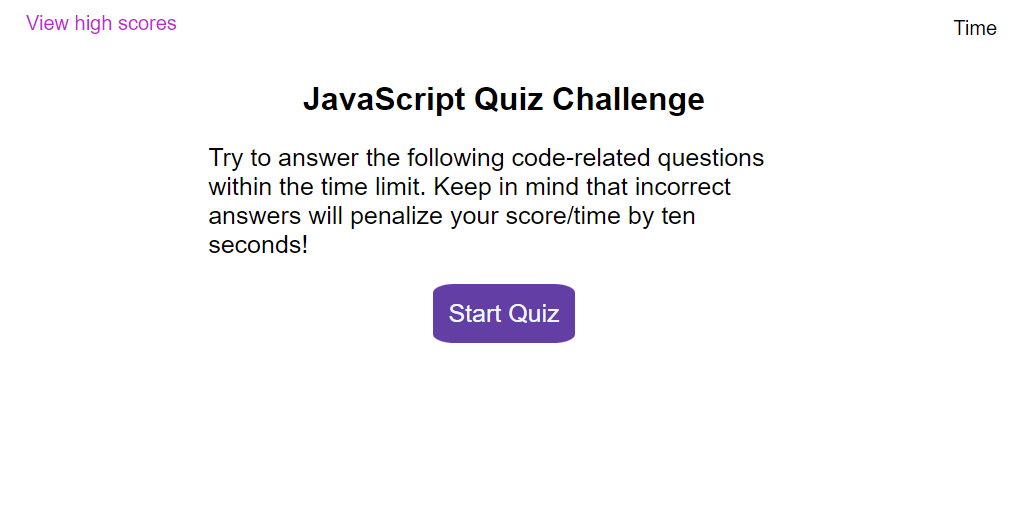 View high scores
Time
JavaScript Quiz Challenge
Try to answer the following code-related questions
within the time limit. Keep in mind that incorrect
answers will penalize your score/time by ten
seconds!
Start Quiz